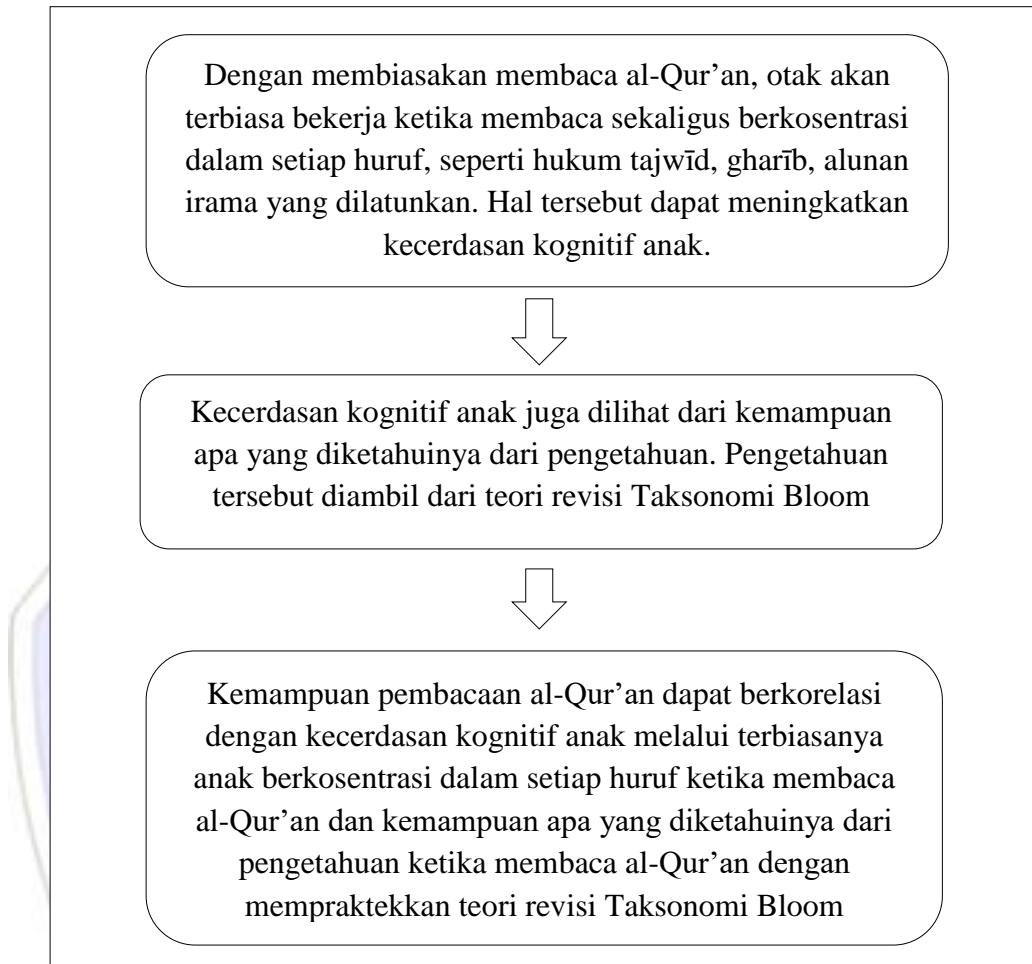 Dengan membiasakan membaca al-Qur’an, otak akan
terbiasa bekerja ketika membaca sekaligus berkosentrasi
dalam setiap huruf, seperti hukum tajwīd, gharīb, alunan
irama yang dilatunkan. Hal tersebut dapat meningkatkan
kecerdasan kognitif anak.
Kecerdasan kognitif anak juga dilihat dari kemampuan
apa yang diketahuinya dari pengetahuan. Pengetahuan
tersebut diambil dari teori revisi Taksonomi Bloom
Kemampuan pembacaan al-Qur’an dapat berkorelasi
dengan kecerdasan kognitif anak melalui terbiasanya
anak berkosentrasi dalam setiap huruf ketika membaca
al-Qur’an dan kemampuan apa yang diketahuinya dari
pengetahuan ketika membaca al-Qur’an dengan
mempraktekkan teori revisi Taksonomi Bloom